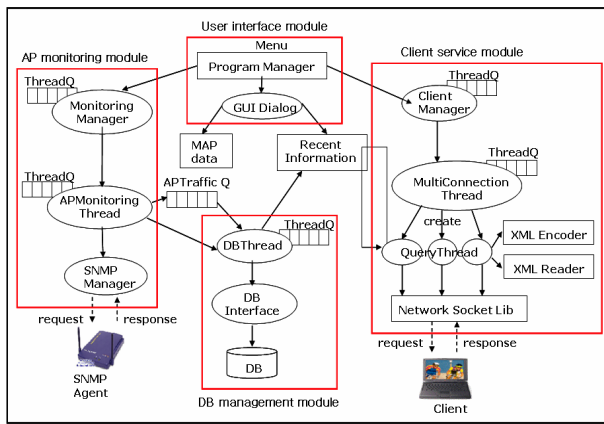 User interface module
AP monitoring module
Menu
Client service module
Program Manager
ThreadQ
ThreadQ
Monitoring
Manager
GUI Dialog
Client
Manager
MAP
data
Recent
Information
ThreadQ
ThreadQ
APTraffic Q
APMonitoring
Thread
MultiConnection
Thread
ThreadQ
DBThread
create
QueryThread
XML Encoder
XML Reader
SNMP
Manager
DB
Interface
Network Socket Lib
request
response
request
response
DB
SNMP
Agent
Client
DB management module